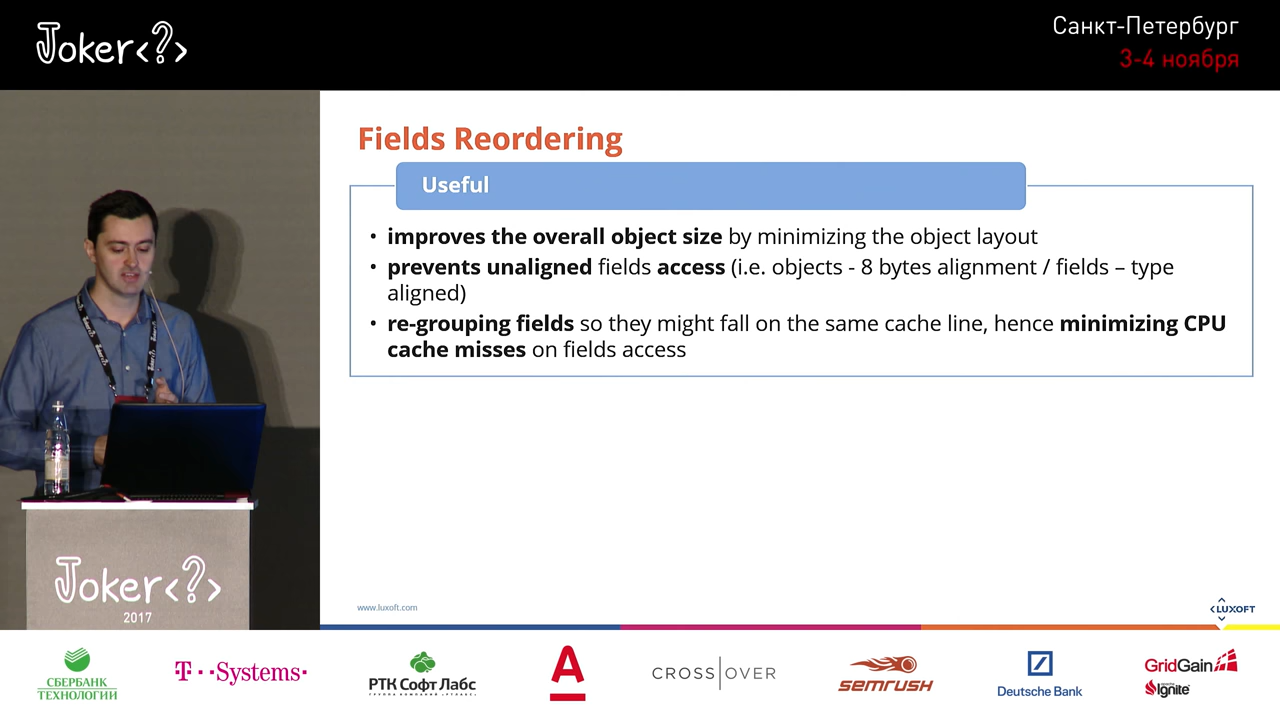 Joker<?>
Санкт-Петербург
3-4 ноября
Fields Reordering
Useful
• improves the overall object size by minimizing the object layout
• prevents unaligned fields access (i.e. objects - 8 bytes alignment / fields – type
aligned)
• re-grouping fields so they might fall on the same cache line, hence minimizing CPU
cache misses on fields access
Joker<?>
2017
www.luxoft.com
LUXOFT
СБЕРБАНК
ТЕХНОЛОГИИ
T··Systems·
РТК Софт Лабс
ГРУППА КОМПАНИЙ «РТЛАБС»
А
CROSS|OVER
semrush
Deutsche Bank
GridGain
Ignite